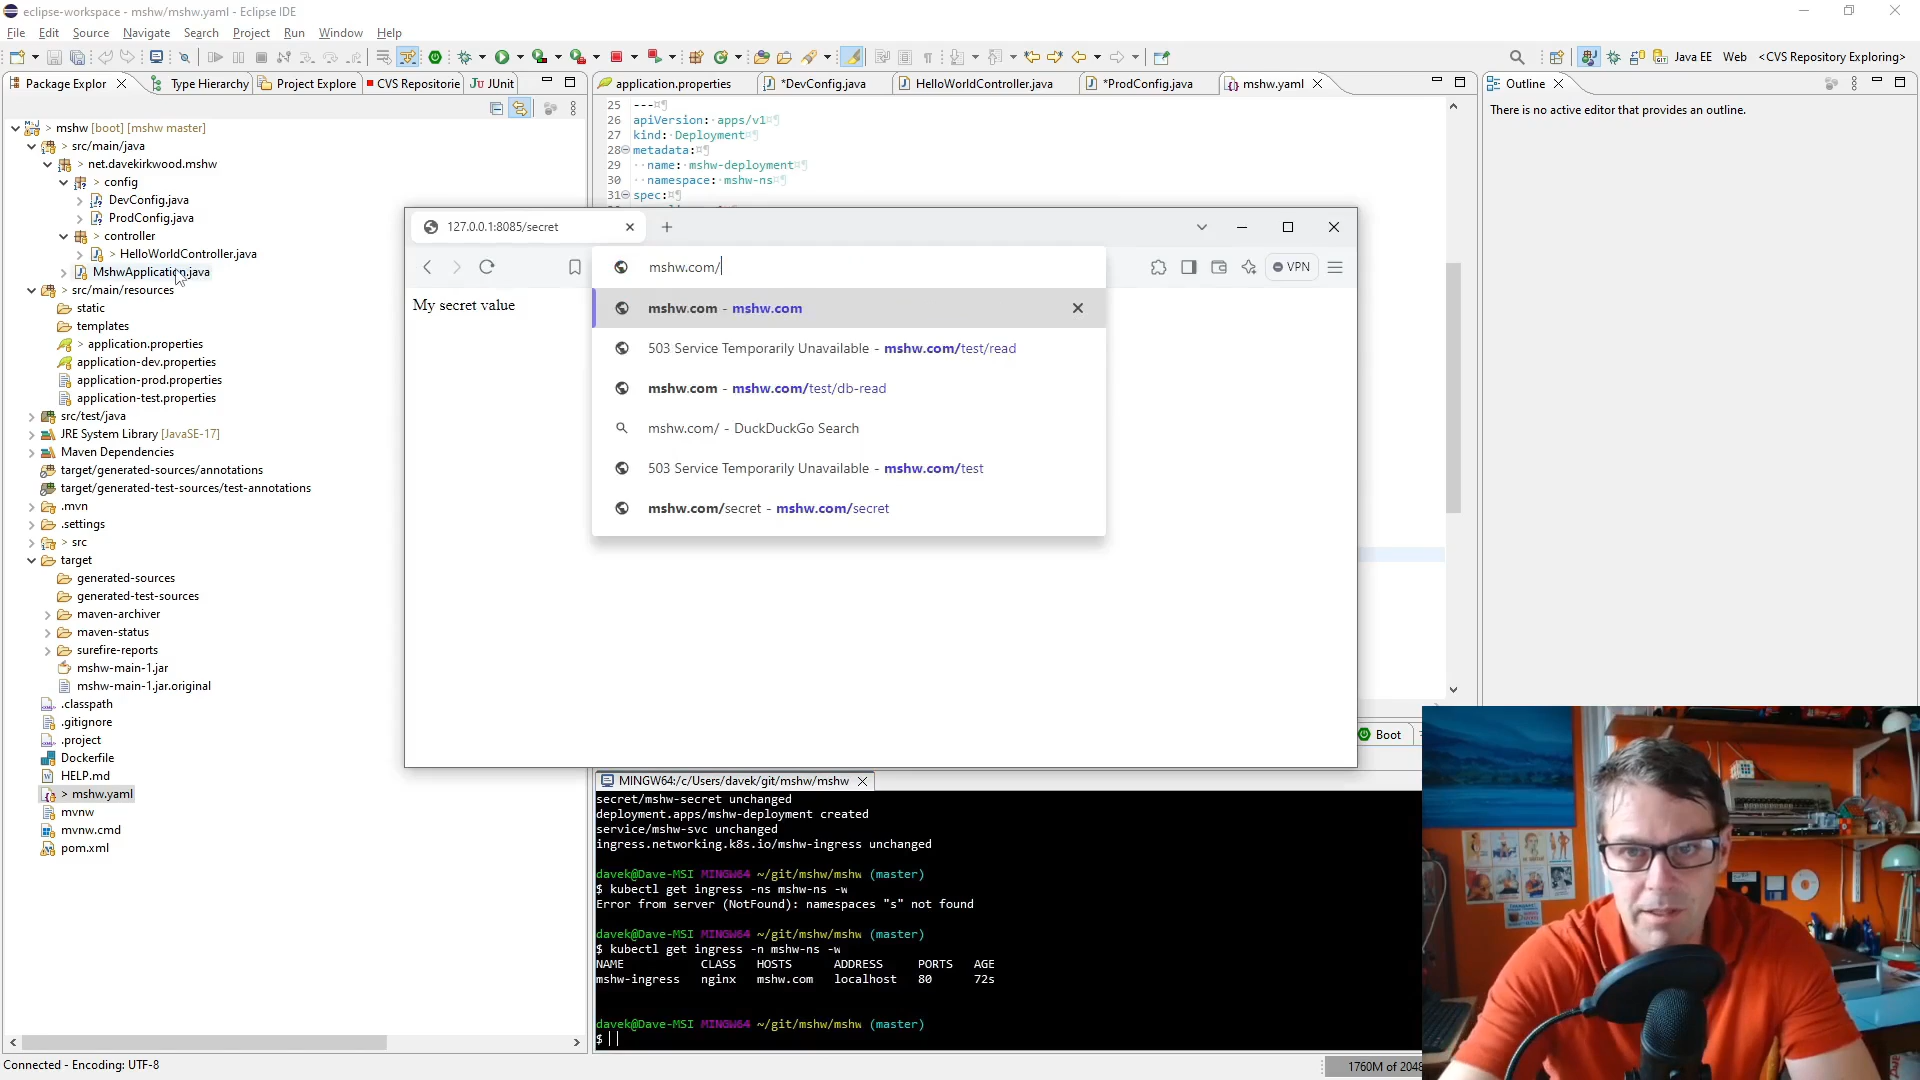 eclipse-workspace - mshw/mshw.yaml - Eclipse IDE
File Edit Source Navigate Search Project Run Window Help
Java EE Web <CVS Repository Exploring>
Package Explor Type Hierarchy Project Explore CVS Repositorie JUnit
application.properties *DevConfig.java HelloWorldController.java *ProdConfig.java mshw.yaml
Outline
There is no active editor that provides an outline.
> mshw [boot] [mshw master]
> src/main/java
> net.davekirkwood.mshw
> config
DevConfig.java
ProdConfig.java
> controller
> HelloWorldController.java
MshwApplication.java
> src/main/resources
static
templates
> application.properties
application-dev.properties
application-prod.properties
application-test.properties
src/test/java
JRE System Library [JavaSE-17]
Maven Dependencies
target/generated-sources/annotations
target/generated-test-sources/test-annotations
.mvn
.settings
> src
target
generated-sources
generated-test-sources
maven-archiver
maven-status
surefire-reports
mshw-main-1.jar
mshw-main-1.jar.original
.classpath
.gitignore
.project
Dockerfile
HELP.md
> mshw.yaml
mvnw
mvnw.cmd
pom.xml
25 ---
26 apiVersion: apps/v1
27 kind: Deployment
28 metadata:
29 name: mshw-deployment
30 namespace: mshw-ns
31 spec:
127.0.0.1:8085/secret
mshw.com/
VPN
My secret value
mshw.com - mshw.com
503 Service Temporarily Unavailable - mshw.com/test/read
mshw.com - mshw.com/test/db-read
mshw.com/ - DuckDuckGo Search
503 Service Temporarily Unavailable - mshw.com/test
mshw.com/secret - mshw.com/secret
Boot
MINGW64:/c/Users/davek/git/mshw/mshw
secret/mshw-secret unchanged
deployment.apps/mshw-deployment created
service/mshw-svc unchanged
ingress.networking.k8s.io/mshw-ingress unchanged
davek@Dave-MSI MINGW64 ~/git/mshw/mshw (master)
$ kubectl get ingress -ns mshw-ns -w
Error from server (NotFound): namespaces "s" not found
davek@Dave-MSI MINGW64 ~/git/mshw/mshw (master)
$ kubectl get ingress -n mshw-ns -w
NAME CLASS HOSTS ADDRESS PORTS AGE
mshw-ingress nginx mshw.com localhost 80 72s
davek@Dave-MSI MINGW64 ~/git/mshw/mshw (master)
$
Connected - Encoding: UTF-8
1760M of 2048